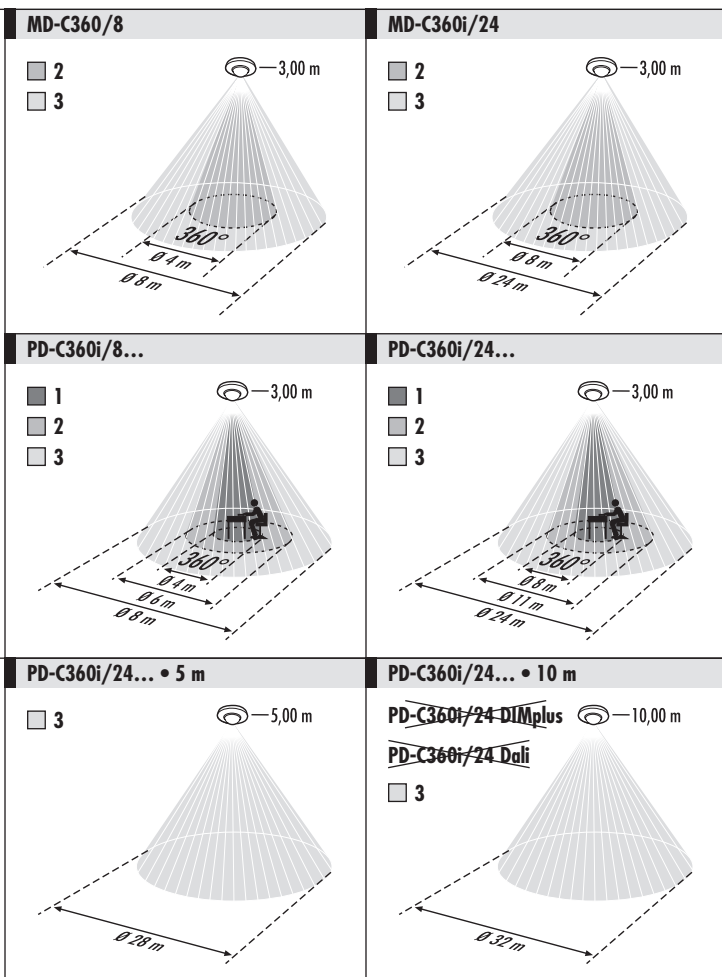 MD-C360/8
2
3
3,00 m
360°
Ø 4 m
Ø 8 m
MD-C360i/24
2
3
3,00 m
360°
Ø 8 m
Ø 24 m
PD-C360i/8...
1
2
3
3,00 m
360°
Ø 4 m
Ø 6 m
Ø 8 m
PD-C360i/24...
1
2
3
3,00 m
360°
Ø 8 m
Ø 11 m
Ø 24 m
PD-C360i/24... • 5 m
3
5,00 m
Ø 28 m
PD-C360i/24... • 10 m
PD-C360i/24 DIMplus
10,00 m
PD-C360i/24 Dali
3
Ø 32 m